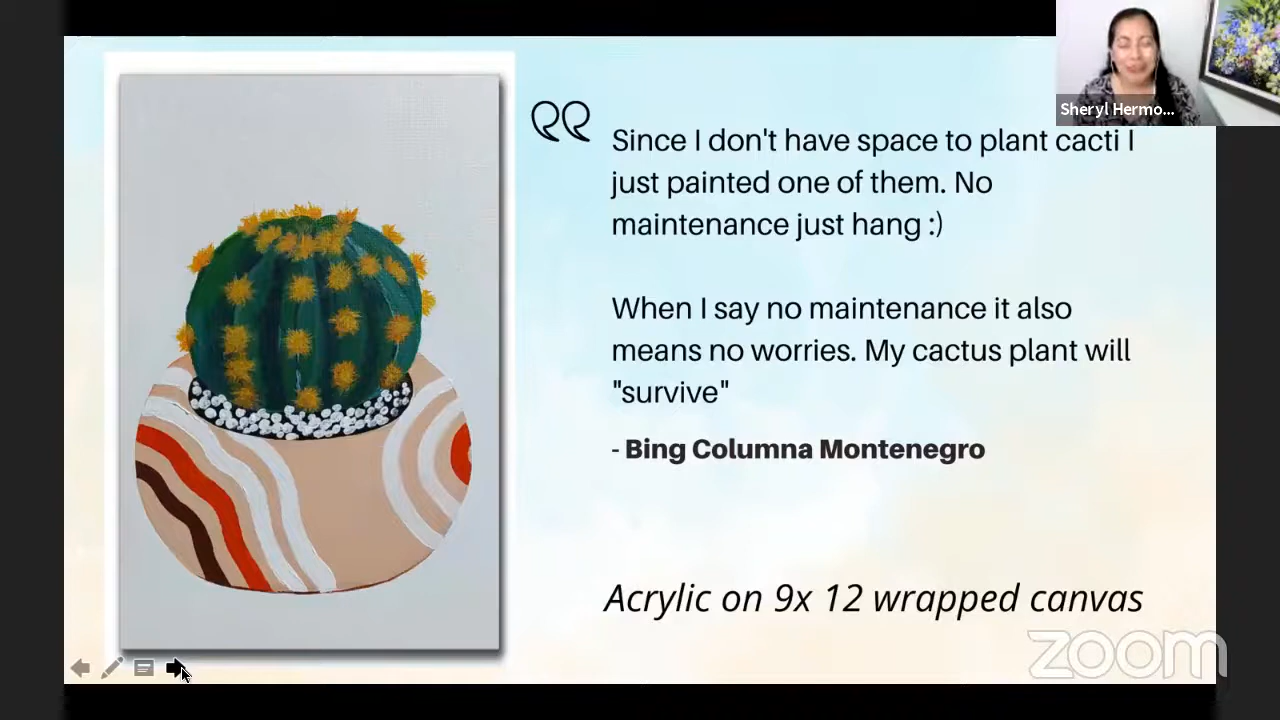 Sheryl Hermo...
Since I don't have space to plant cacti I
just painted one of them. No
maintenance just hang :)
When I say no maintenance it also
means no worries. My cactus plant will
"survive"
- Bing Columna Montenegro
Acrylic on 9x 12 wrapped canvas
zoom